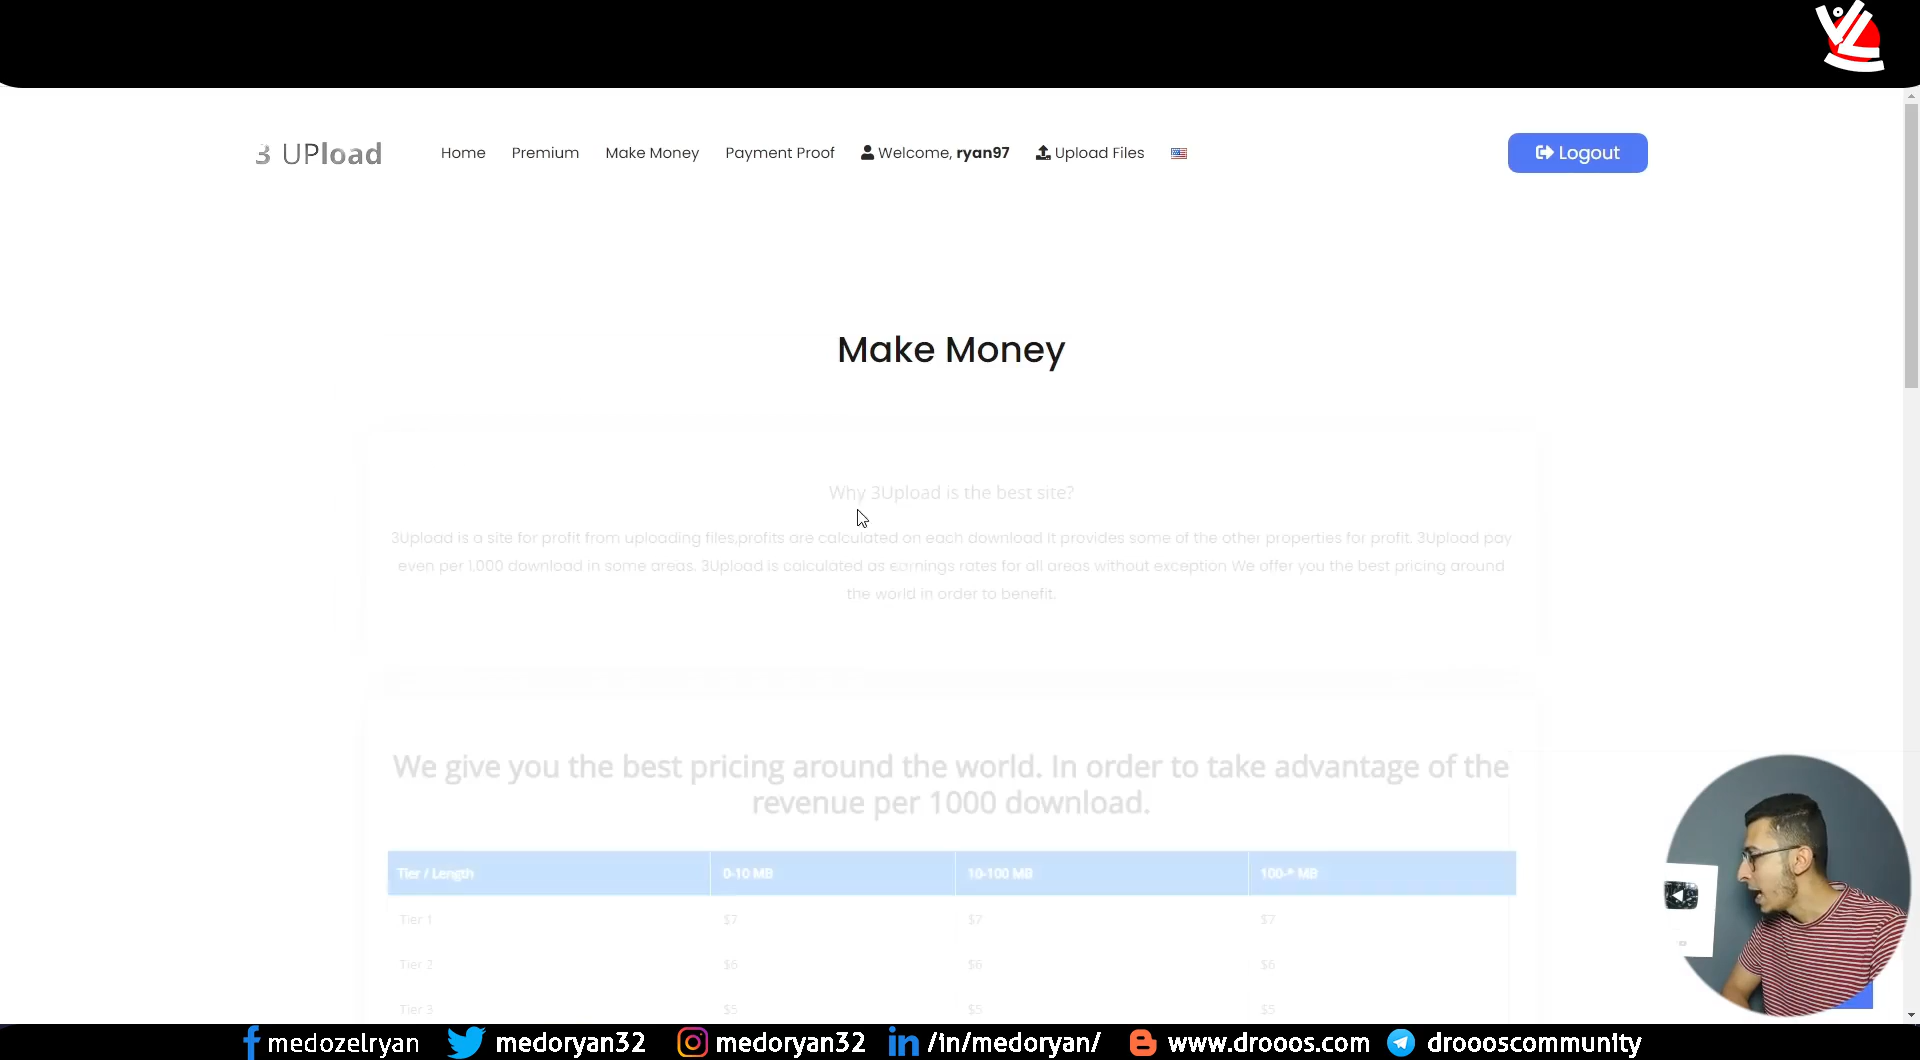 3 UPload
Home
Premium
Make Money
Payment Proof
Welcome, ryan97
Upload Files
Logout
Make Money
Why 3Upload is the best site?
3Upload is a site for profit from uploading files,profits are calculated on each download It provides some of the other properties for profit. 3Upload pay
even per 1,000 download in some areas. 3Upload is calculated as earnings rates for all areas without exception We offer you the best pricing around
the world in order to benefit.
We give you the best pricing around the world. In order to take advantage of the
revenue per 1000 download.
Tier / Length 0-10 MB 10-100 MB 100-* MB
Tier 1 $7 $7 $7
Tier 2 $6 $6 $6
Tier 3 $5 $5 $5
medozelryan
medoryan32
medoryan32
/in/medoryan/
www.drooos.com
droooscommunity